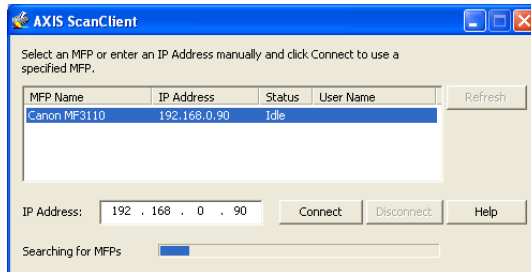 AXIS ScanClient
Select an MFP or enter an IP Address manually and click Connect to use a
specified MFP.
MFP Name IP Address Status User Name Refresh
Canon MF3110 192.168.0.90 Idle
IP Address: 192 . 168 . 0 . 90 Connect Disconnect Help
Searching for MFPs